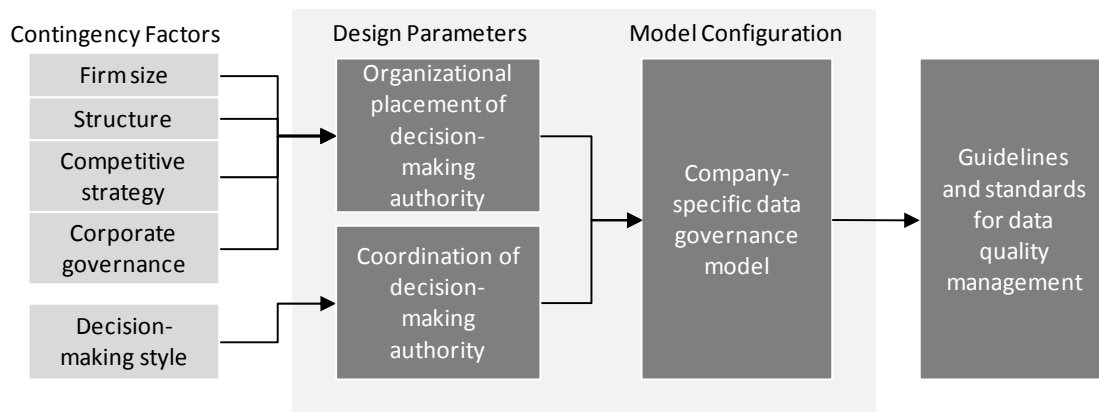 Contingency Factors
Firm size
Structure
Competitive
strategy
Corporate
governance
Decision-
making style
Design Parameters
Organizational
placement of
decision-
making
authority
Coordination of
decision-
making
authority
Model Configuration
Company-
specific data
governance
model
Guidelines
and standards
for data
quality
management